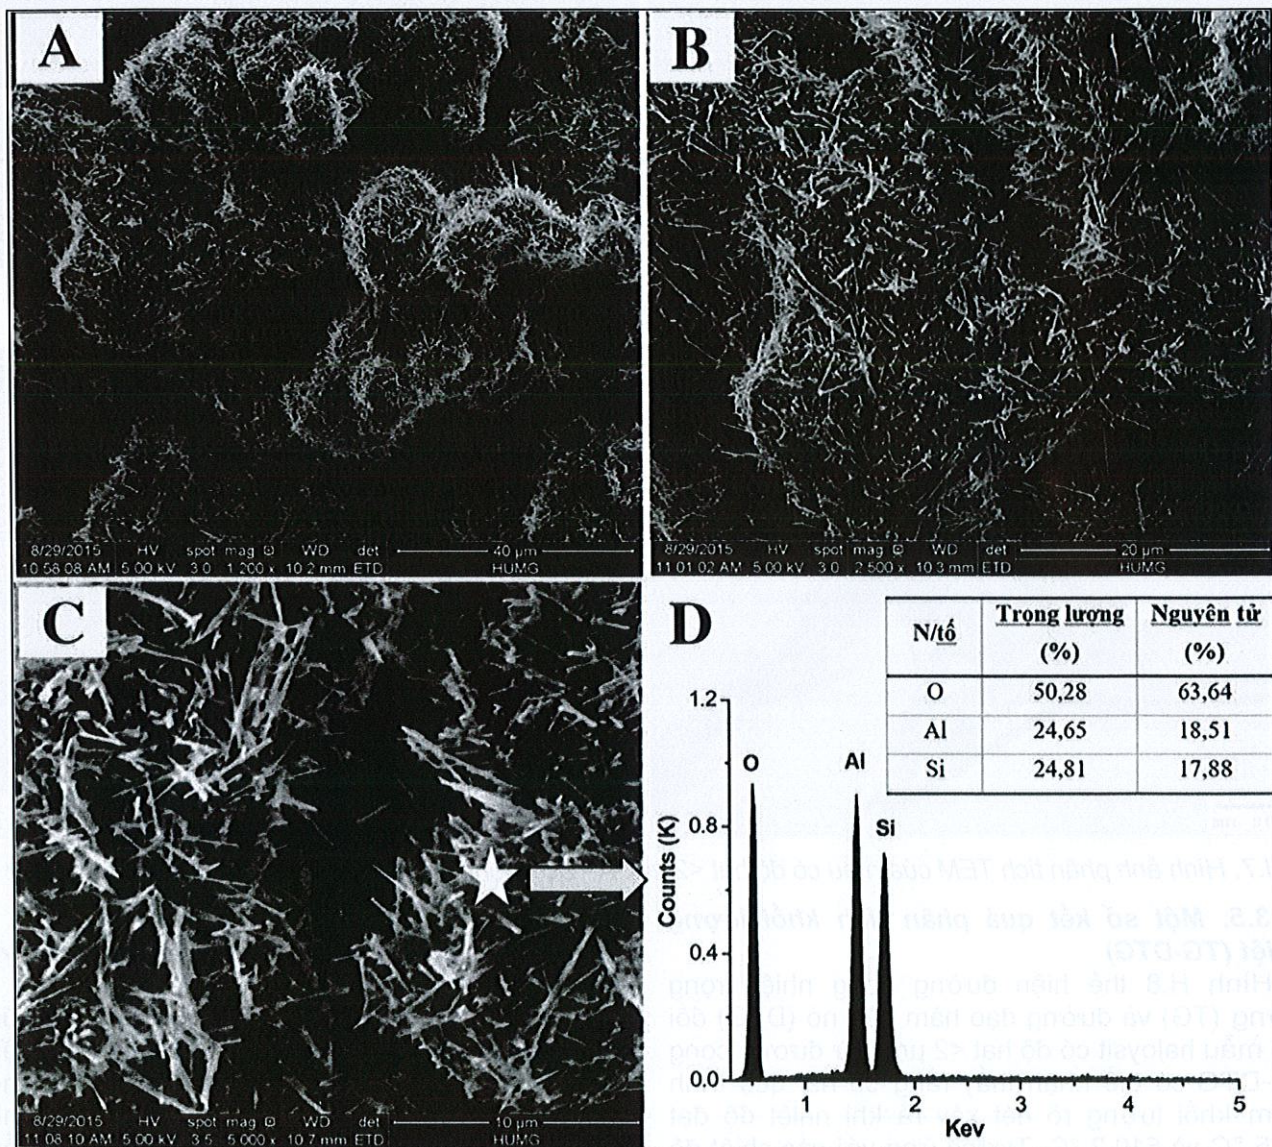 A
8/29/2015 HV spot mag WD det 40 µm
10:58:08 AM 5.00 kV 3.0 1 200 x 10.2 mm ETD HUMG
B
8/29/2015 HV spot mag WD det 20 µm
11:01:02 AM 5.00 kV 3.0 2 500 x 10.3 mm ETD HUMG
C
8/29/2015 HV spot mag WD det 10 µm
11:08:10 AM 5.00 kV 3.5 5 000 x 10.7 mm ETD HUMG
D
N/tố Trọng lượng (%) Nguyên tử (%)
O 50,28 63,64
Al 24,65 18,51
Si 24,81 17,88
Counts (K)
1.2
0.8
0.4
0.0
O
Al
Si
1 2 3 4 5
Kev